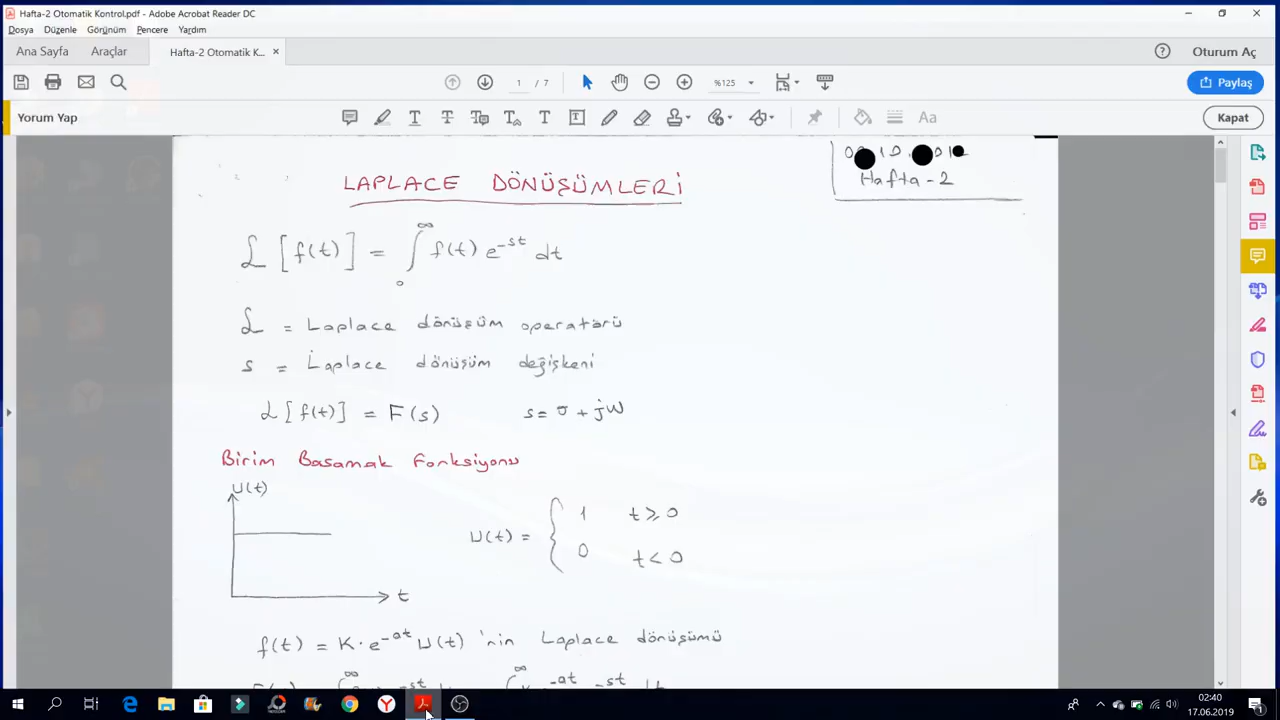 Hafta-2 Otomatik Kontrol.pdf - Adobe Acrobat Reader DC
Dosya Düzenle Görünüm Pencere Yardım
Ana Sayfa Araçlar Hafta-2 Otomatik K... × Oturum Aç
1 / 7 %125 Paylaş
Yorum Yap Kapat
Hafta-2
LAPLACE DÖNÜŞÜMLERİ
ℒ [f(t)] = ∫₀^∞ f(t) e^-st dt
ℒ = Laplace dönüşüm operatörü
s = Laplace dönüşüm değişkeni
ℒ[f(t)] = F(s) s = σ + jω
Birim Basamak Fonksiyonu
U(t)
1 t ≥ 0
U(t) = {
0 t < 0
t
f(t) = K·e^-at U(t) 'nin Laplace dönüşümü
02:40
17.06.2019